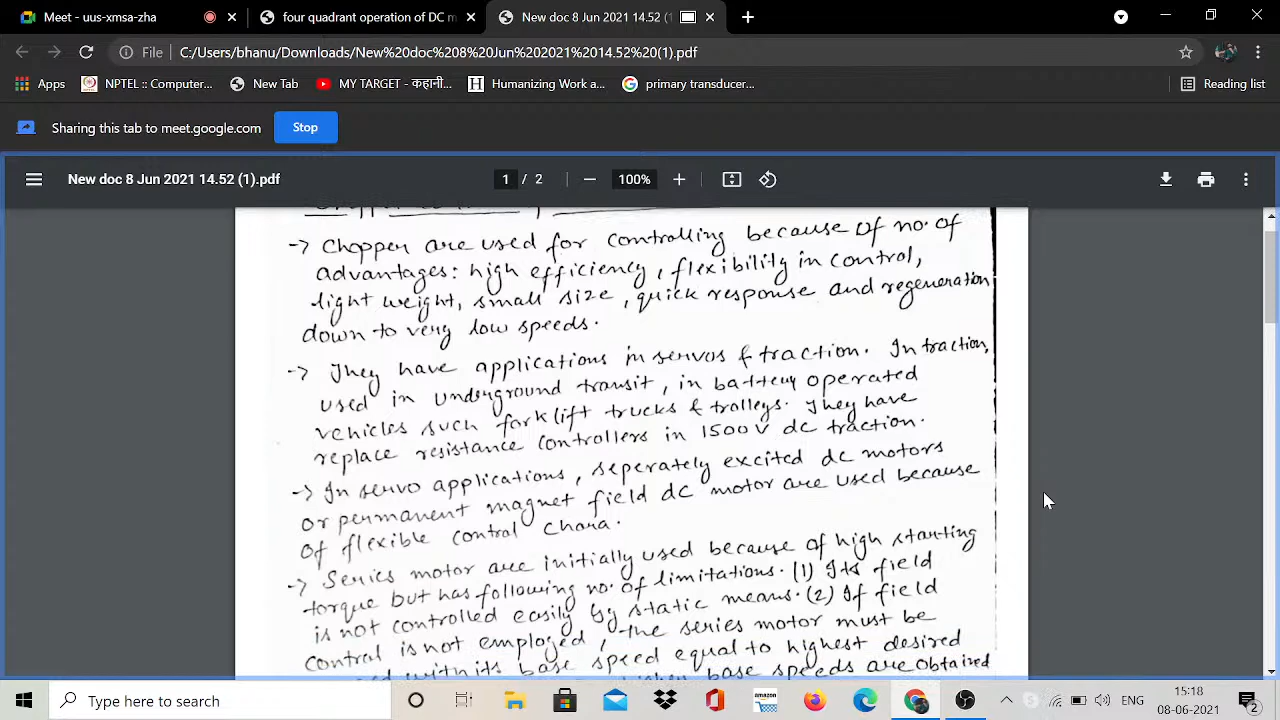 Meet - uus-xmsa-zha
four quadrant operation of DC m
New doc 8 Jun 2021 14.52 (1).p
File
C:/Users/bhanu/Downloads/New%20doc%208%20Jun%202021%2014.52%20(1).pdf
Apps
NPTEL :: Computer...
New Tab
MY TARGET -
Humanizing Work a...
primary transducer...
Reading list
Sharing this tab to meet.google.com
Stop
New doc 8 Jun 2021 14.52 (1).pdf
1 / 2
100%
-> Chopper are used for controlling because of no. of
advantages: high efficiency, flexibility in control,
light weight, small size, quick response and regeneration
down to very low speeds.
-> They have applications in servos & traction. In traction,
used in underground transit, in battery operated
vehicles such forklift trucks & trolleys. They have
replace resistance controllers in 1500 V dc traction.
-> In servo applications, seperately excited dc motors
or permanent magnet field dc motor are used because
of flexible control chara.
-> Series motor are initially used because of high starting
torque but has following no. of limitations. (1) Its field
is not controlled easily by static means. (2) If field
control is not employed, the series motor must be
with its base speed equal to highest desired
base speeds are obtained
Type here to search
amazon
ENG
15:18
08-06-2021
2